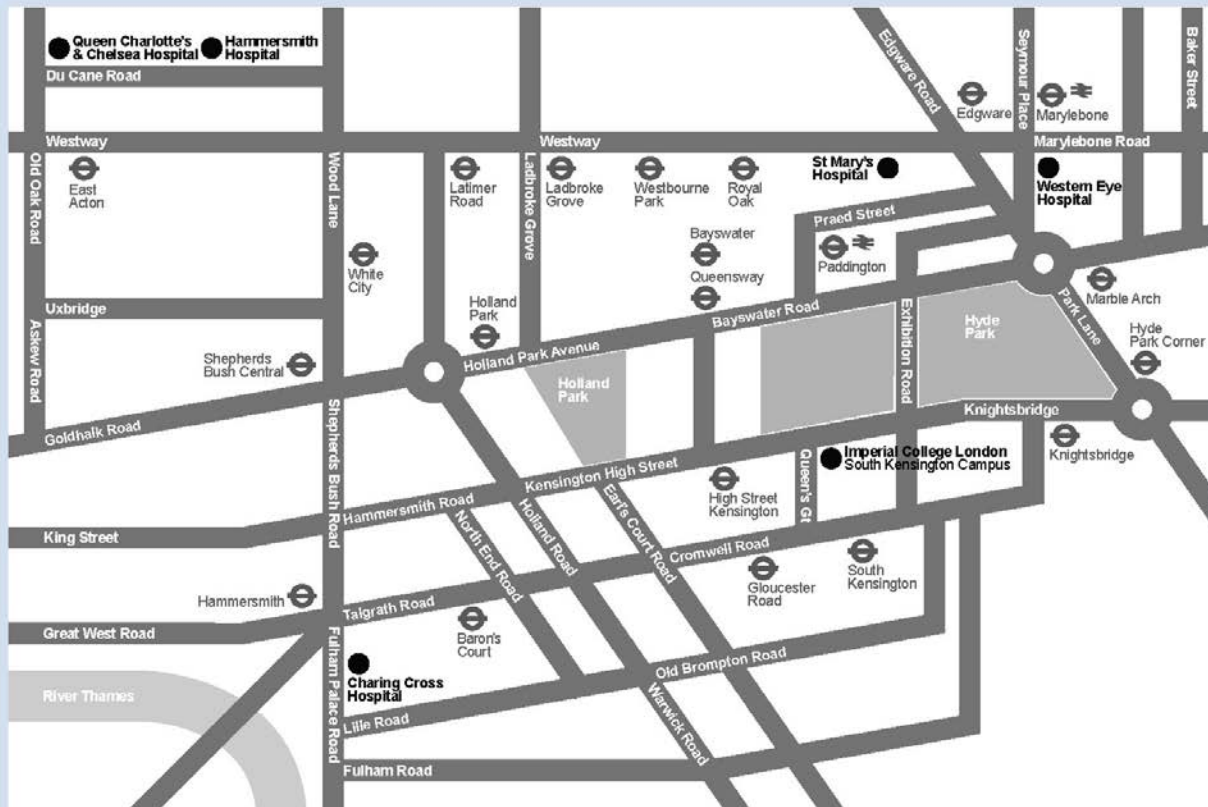 Queen Charlotte's
& Chelsea Hospital
Hammersmith
Hospital
Du Cane Road
Edgware Road
Seymour Place
Baker Street
Edgware
Marylebone
Westway
Westway
Marylebone Road
Old Oak Road
East
Acton
Wood Lane
Latimer
Road
Ladbroke Grove
Ladbroke
Grove
Westbourne
Park
Royal
Oak
St Mary's
Hospital
Western Eye
Hospital
Praed Street
White
City
Bayswater
Queensway
Paddington
Marble Arch
Uxbridge
Askew Road
Holland
Park
Bayswater Road
Exhibition Road
Hyde
Park
Park Lane
Hyde
Park Corner
Shepherds
Bush Central
Holland Park Avenue
Holland
Park
Knightsbridge
Goldhalk Road
Shepherds Bush Road
Kensington High Street
Queen's Gt
Imperial College London
South Kensington Campus
Knightsbridge
High Street
Kensington
Hammersmith Road
King Street
North End Road
Holland Road
Earl's Court Road
Cromwell Road
Gloucester
Road
South
Kensington
Hammersmith
Talgrath Road
Great West Road
Baron's
Court
Fulham Palace Road
Charing Cross
Hospital
Old Brompton Road
River Thames
Lille Road
Warwick Road
Fulham Road